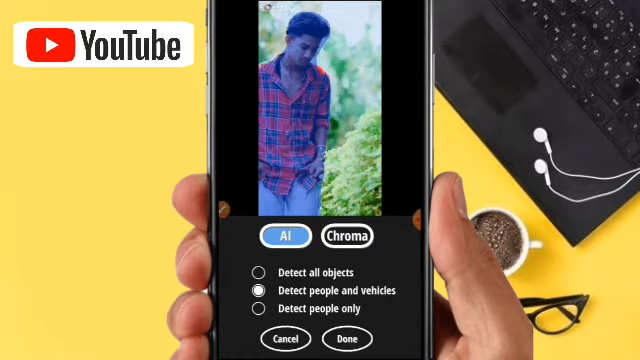 YouTube
AI
Chroma
Detect all objects
Detect people and vehicles
Detect people only
Cancel
Done